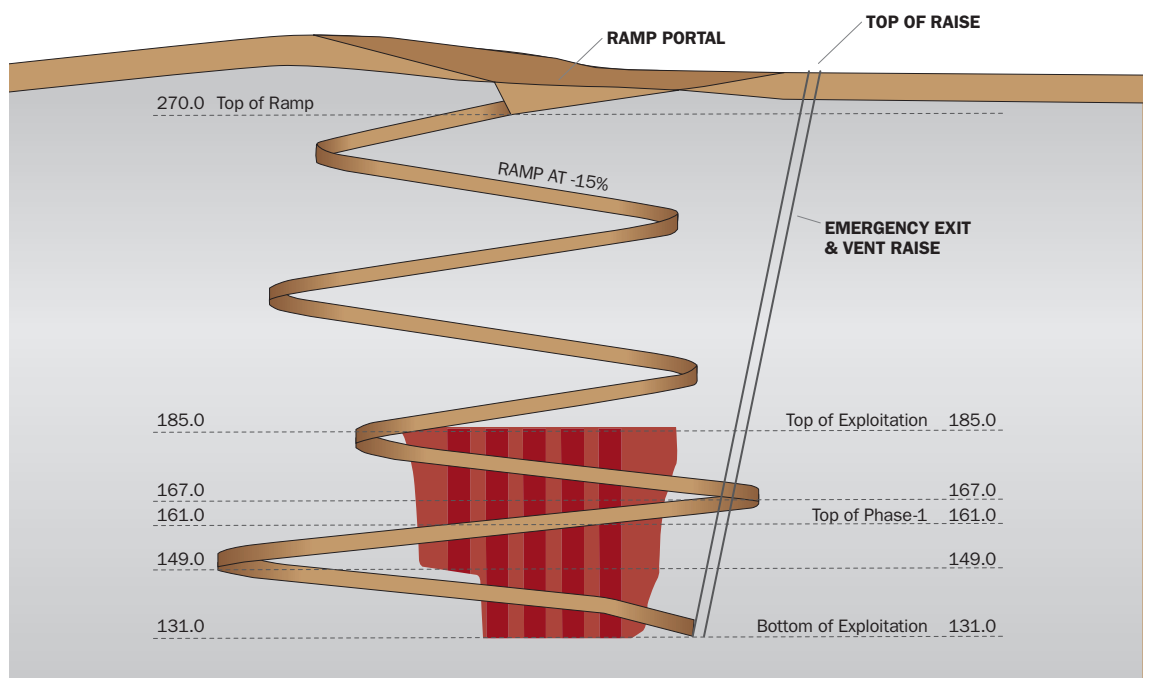 TOP OF RAISE
RAMP PORTAL
270.0 Top of Ramp
RAMP AT -15%
EMERGENCY EXIT
& VENT RAISE
185.0
Top of Exploitation 185.0
167.0
167.0
161.0
Top of Phase-1 161.0
149.0
149.0
131.0
Bottom of Exploitation 131.0